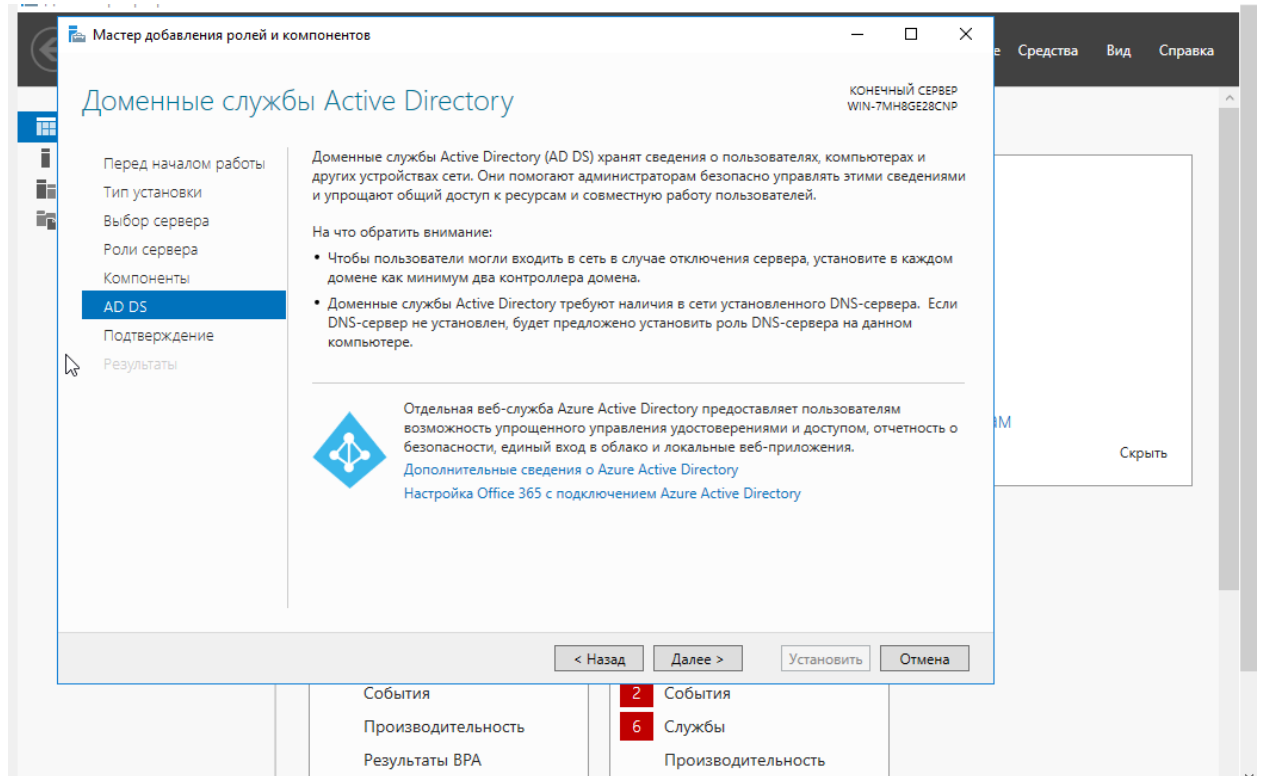 Мастер добавления ролей и компонентов
Средства Вид Справка
Доменные службы Active Directory
КОНЕЧНЫЙ СЕРВЕР
WIN-7MH8GE28CNP
Перед началом работы
Тип установки
Выбор сервера
Роли сервера
Компоненты
AD DS
Подтверждение
Результаты
Доменные службы Active Directory (AD DS) хранят сведения о пользователях, компьютерах и
других устройствах сети. Они помогают администраторам безопасно управлять этими сведениями
и упрощают общий доступ к ресурсам и совместную работу пользователей.
На что обратить внимание:
• Чтобы пользователи могли входить в сеть в случае отключения сервера, установите в каждом
домене как минимум два контроллера домена.
• Доменные службы Active Directory требуют наличия в сети установленного DNS-сервера. Если
DNS-сервер не установлен, будет предложено установить роль DNS-сервера на данном
компьютере.
Отдельная веб-служба Azure Active Directory предоставляет пользователям
возможность упрощенного управления удостоверениями и доступом, отчетность о
безопасности, единый вход в облако и локальные веб-приложения.
Дополнительные сведения о Azure Active Directory
Настройка Office 365 с подключением Azure Active Directory
Скрыть
< Назад Далее > Установить Отмена
События
Производительность
Результаты BPA
2 События
6 Службы
Производительность